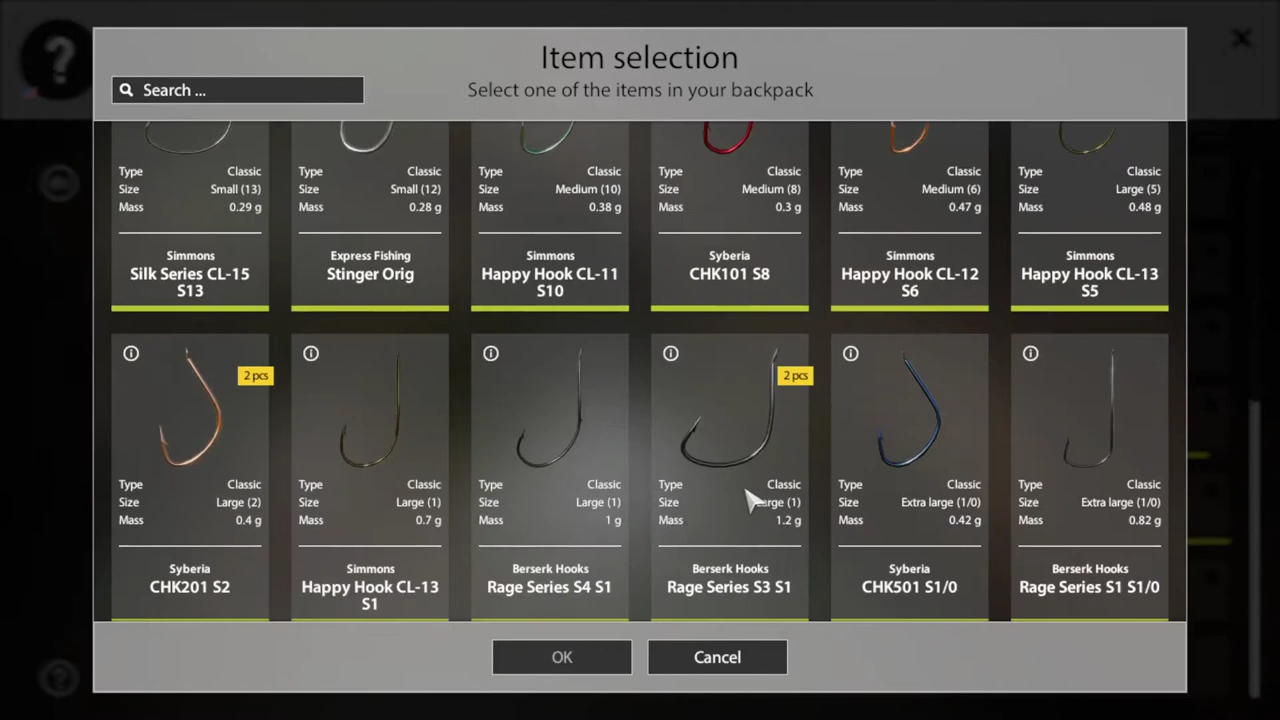 Item selection
Search ...
Select one of the items in your backpack
Type Classic
Size Small (13)
Mass 0.29 g
Simmons
Silk Series CL-15
S13
Type Classic
Size Small (12)
Mass 0.28 g
Express Fishing
Stinger Orig
Type Classic
Size Medium (10)
Mass 0.38 g
Simmons
Happy Hook CL-11
S10
Type Classic
Size Medium (8)
Mass 0.3 g
Syberia
CHK101 S8
Type Classic
Size Medium (6)
Mass 0.47 g
Simmons
Happy Hook CL-12
S6
Type Classic
Size Large (5)
Mass 0.48 g
Simmons
Happy Hook CL-13
S5
2 pcs
Type Classic
Size Large (2)
Mass 0.4 g
Syberia
CHK201 S2
Type Classic
Size Large (1)
Mass 0.7 g
Simmons
Happy Hook CL-13
S1
Type Classic
Size Large (1)
Mass 1 g
Berserk Hooks
Rage Series S4 S1
2 pcs
Type Classic
Size Large (1)
Mass 1.2 g
Berserk Hooks
Rage Series S3 S1
Type Classic
Size Extra large (1/0)
Mass 0.42 g
Syberia
CHK501 S1/0
Type Classic
Size Extra large (1/0)
Mass 0.82 g
Berserk Hooks
Rage Series S1 S1/0
OK
Cancel